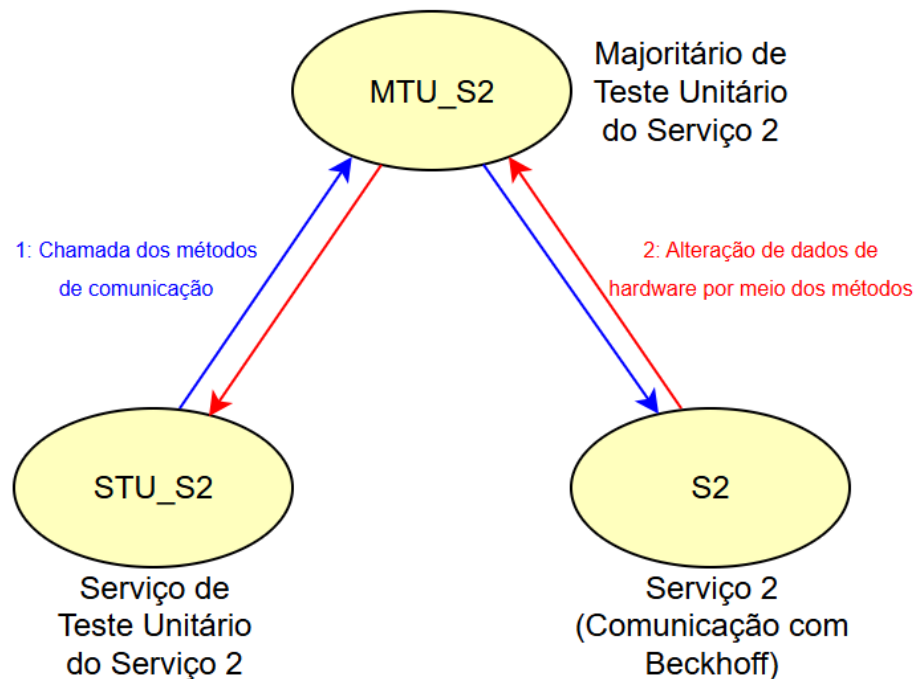 MTU_S2
Majoritário de
Teste Unitário
do Serviço 2
1: Chamada dos métodos
de comunicação
2: Alteração de dados de
hardware por meio dos métodos
STU_S2
S2
Serviço de
Teste Unitário
do Serviço 2
Serviço 2
(Comunicação com
Beckhoff)